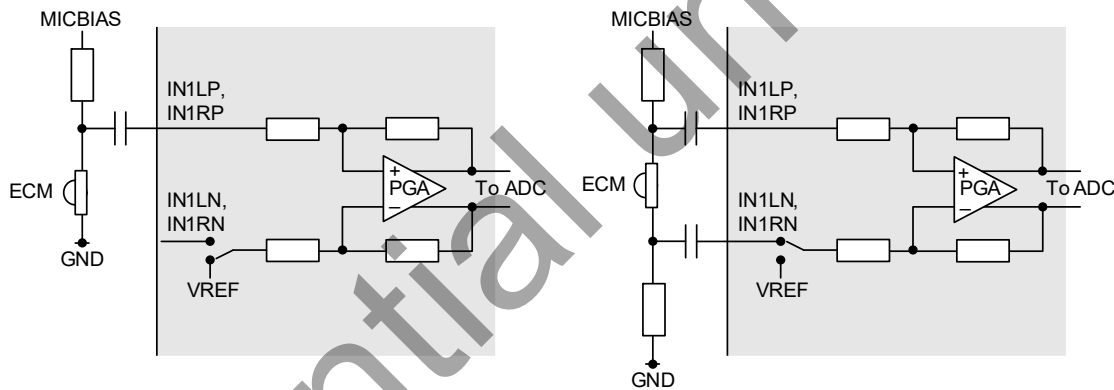 MICBIAS
IN1LP,
IN1RP
+
PGA
–
To ADC
ECM
IN1LN,
IN1RN
GND
VREF
MICBIAS
IN1LP,
IN1RP
+
PGA
–
To ADC
ECM
IN1LN,
IN1RN
VREF
GND